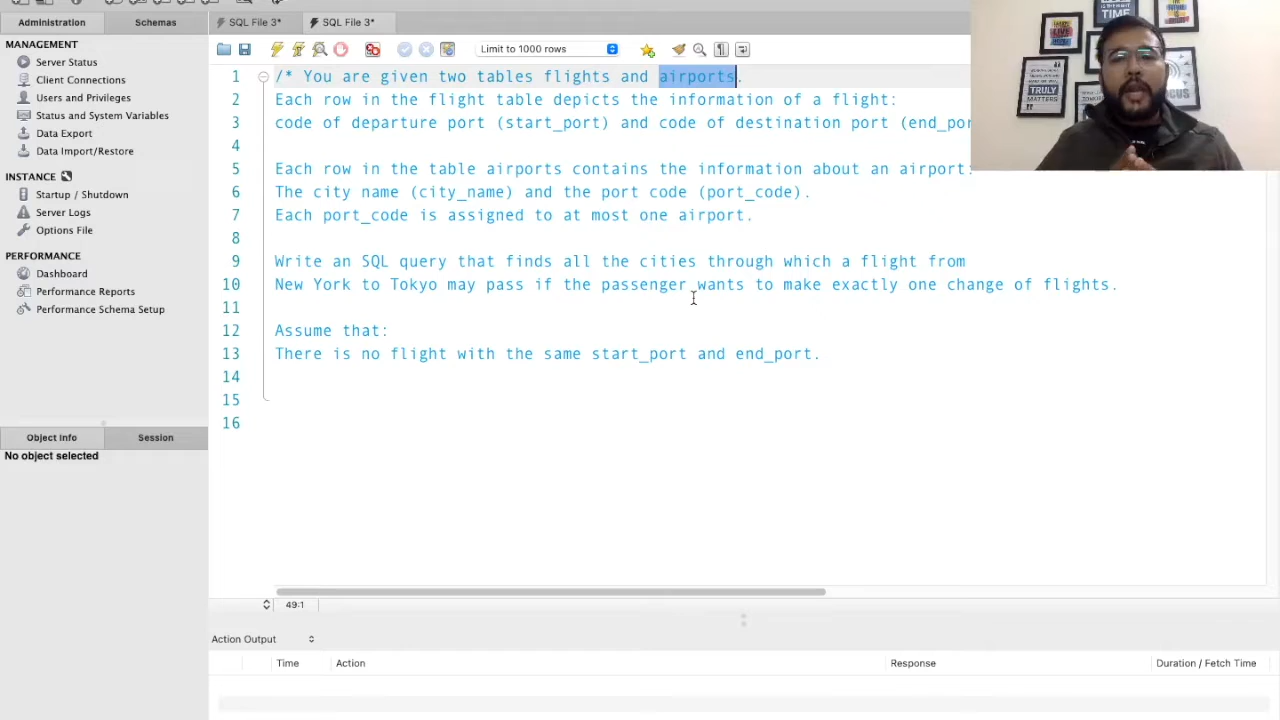 Administration
Schemas
SQL File 3*
SQL File 3*
MANAGEMENT
Server Status
Client Connections
Users and Privileges
Status and System Variables
Data Export
Data Import/Restore
INSTANCE
Startup / Shutdown
Server Logs
Options File
PERFORMANCE
Dashboard
Performance Reports
Performance Schema Setup
Object Info
Session
No object selected
Limit to 1000 rows
1 /* You are given two tables flights and airports.
2 Each row in the flight table depicts the information of a flight:
3 code of departure port (start_port) and code of destination port (end_por
4
5 Each row in the table airports contains the information about an airport:
6 The city name (city_name) and the port code (port_code).
7 Each port_code is assigned to at most one airport.
8
9 Write an SQL query that finds all the cities through which a flight from
10 New York to Tokyo may pass if the passenger wants to make exactly one change of flights.
11
12 Assume that:
13 There is no flight with the same start_port and end_port.
14
15
16
49:1
Action Output
Time
Action
Response
Duration / Fetch Time
TRULY
MATTERS